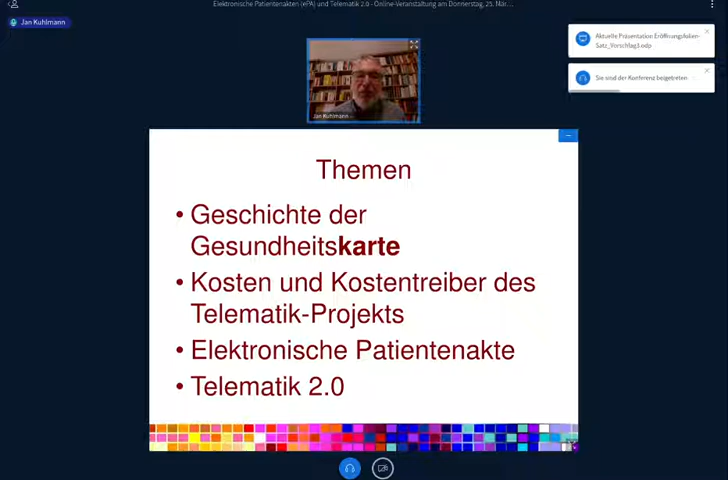 Elektronische Patientenakten (ePA) und Telematik 2.0 - Online-Veranstaltung am Donnerstag, 25. Mär...
Jan Kuhlmann
Aktuelle Präsentation Eröffnungsfolien-
Satz_Vorschlag3.odp
Sie sind der Konferenz beigetreten
Jan Kuhlmann
Themen
• Geschichte der
Gesundheitskarte
• Kosten und Kostentreiber des
Telematik-Projekts
• Elektronische Patientenakte
• Telematik 2.0